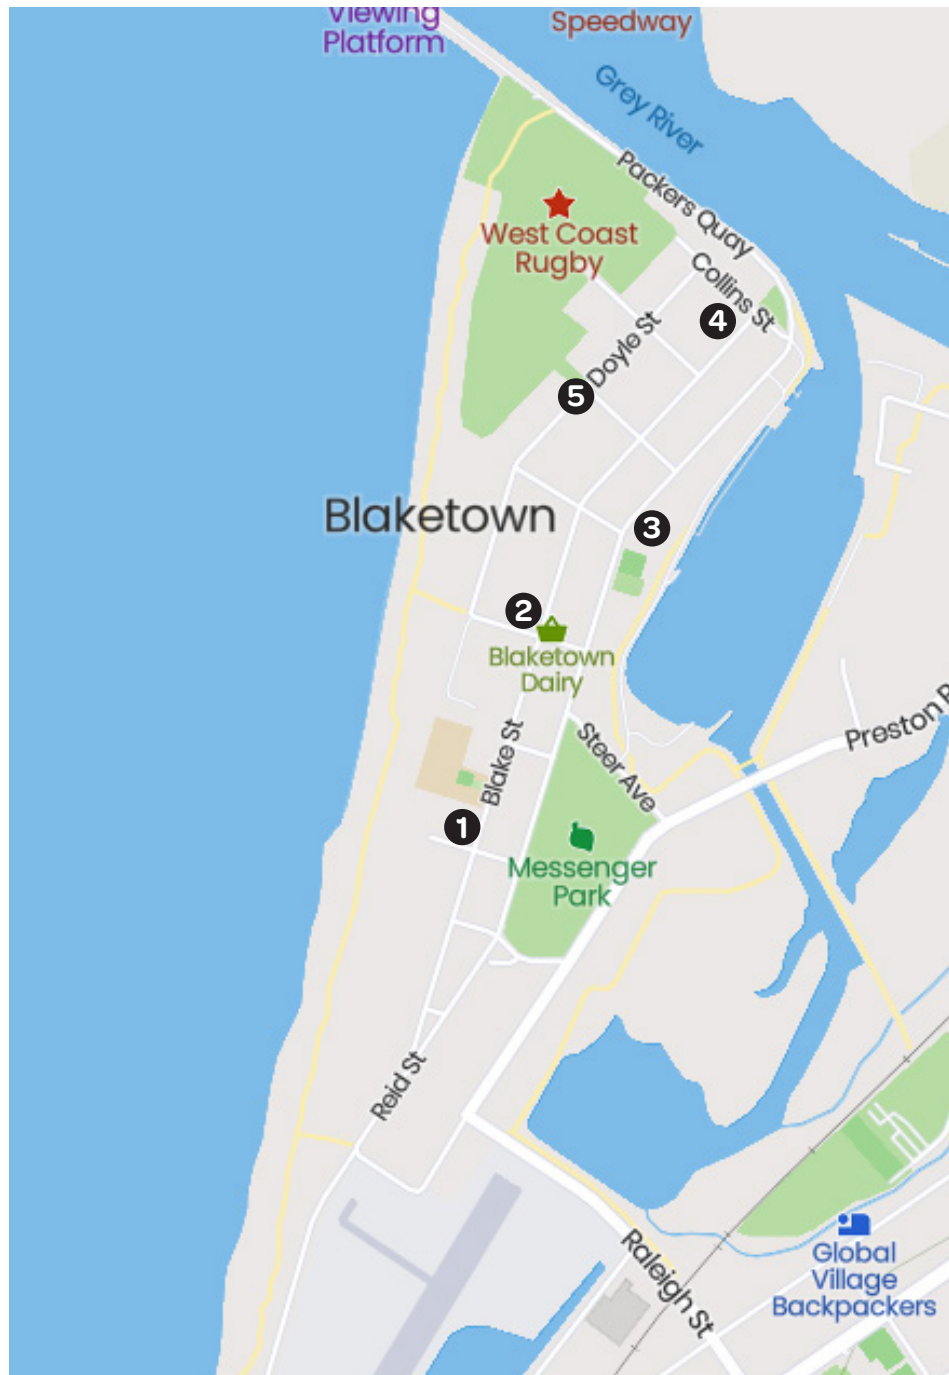 Viewing
Platform
Speedway
Grey River
Packers Quay
West Coast
Rugby
Collins St
4
Doyle St
5
Blaketown
3
2
Blaketown
Dairy
Steer Ave
Preston
Blake St
1
Messenger
Park
Reid St
Raleigh St
Global
Village
Backpackers